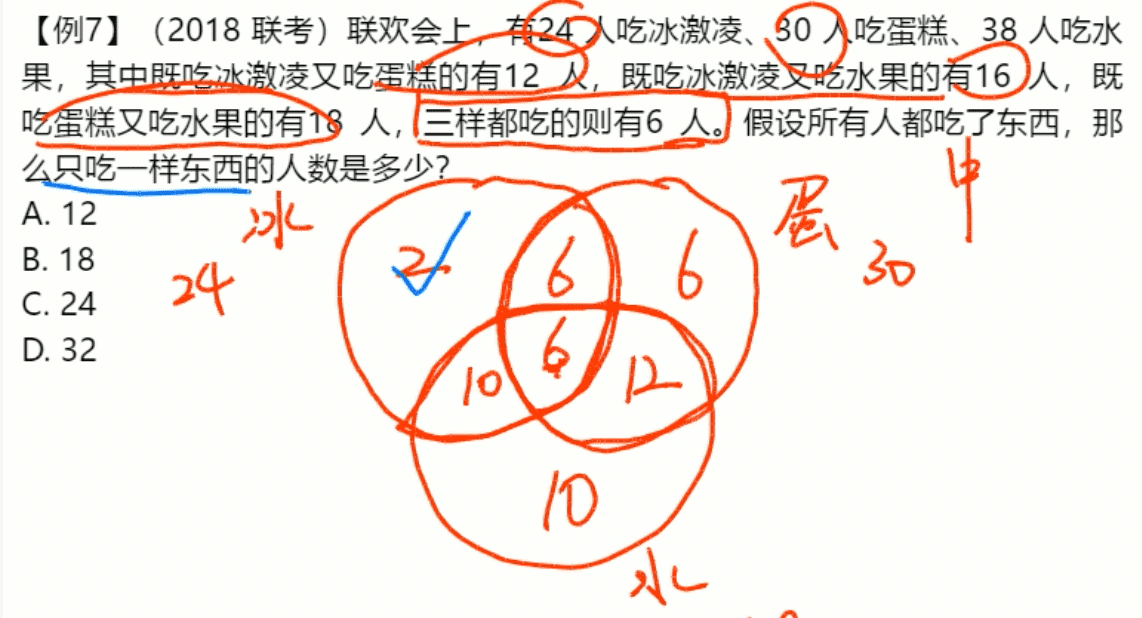 【例7】（2018 联考）联欢会上，有24 人吃冰激凌、30 人吃蛋糕、38 人吃水
果，其中既吃冰激凌又吃蛋糕的有12 人，既吃冰激凌又吃水果的有16 人，既
吃蛋糕又吃水果的有18 人，三样都吃的则有6 人。假设所有人都吃了东西，那
么只吃一样东西的人数是多少？
A. 12
B. 18
C. 24
D. 32
中
冰
蛋
24
30
2
6
6
6
10
12
10
水